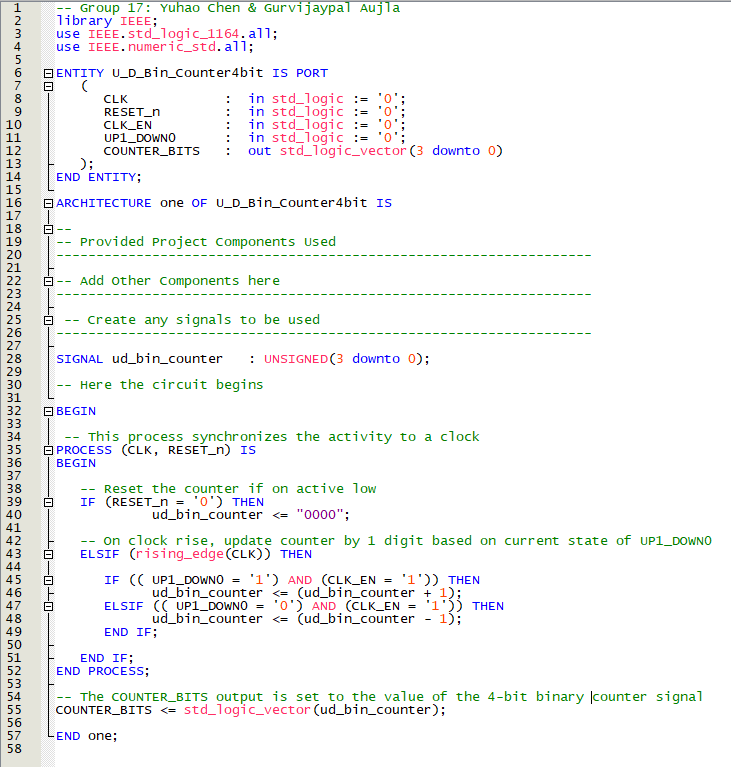 1 -- Group 17: Yuhao Chen & Gurvijaypal Aujla
2 library IEEE;
3 use IEEE.std_logic_1164.all;
4 use IEEE.numeric_std.all;
5
6 ENTITY U_D_Bin_Counter4bit IS PORT
7 (
8 CLK : in std_logic := '0';
9 RESET_n : in std_logic := '0';
10 CLK_EN : in std_logic := '0';
11 UP1_DOWN0 : in std_logic := '0';
12 COUNTER_BITS : out std_logic_vector(3 downto 0)
13 );
14 END ENTITY;
15
16 ARCHITECTURE one OF U_D_Bin_Counter4bit IS
17
18 --
19 -- Provided Project Components Used
20 -------------------------------------------------------------------
21
22 -- Add Other Components here
23 -------------------------------------------------------------------
24
25 -- Create any signals to be used
26 -------------------------------------------------------------------
27
28 SIGNAL ud_bin_counter : UNSIGNED(3 downto 0);
29
30 -- Here the circuit begins
31
32 BEGIN
33
34 -- This process synchronizes the activity to a clock
35 PROCESS (CLK, RESET_n) IS
36 BEGIN
37
38 -- Reset the counter if on active low
39 IF (RESET_n = '0') THEN
40 ud_bin_counter <= "0000";
41
42 -- On clock rise, update counter by 1 digit based on current state of UP1_DOWN0
43 ELSIF (rising_edge(CLK)) THEN
44
45 IF (( UP1_DOWN0 = '1') AND (CLK_EN = '1')) THEN
46 ud_bin_counter <= (ud_bin_counter + 1);
47 ELSIF (( UP1_DOWN0 = '0') AND (CLK_EN = '1')) THEN
48 ud_bin_counter <= (ud_bin_counter - 1);
49 END IF;
50
51 END IF;
52 END PROCESS;
53
54 -- The COUNTER_BITS output is set to the value of the 4-bit binary counter signal
55 COUNTER_BITS <= std_logic_vector(ud_bin_counter);
56
57 END one;
58